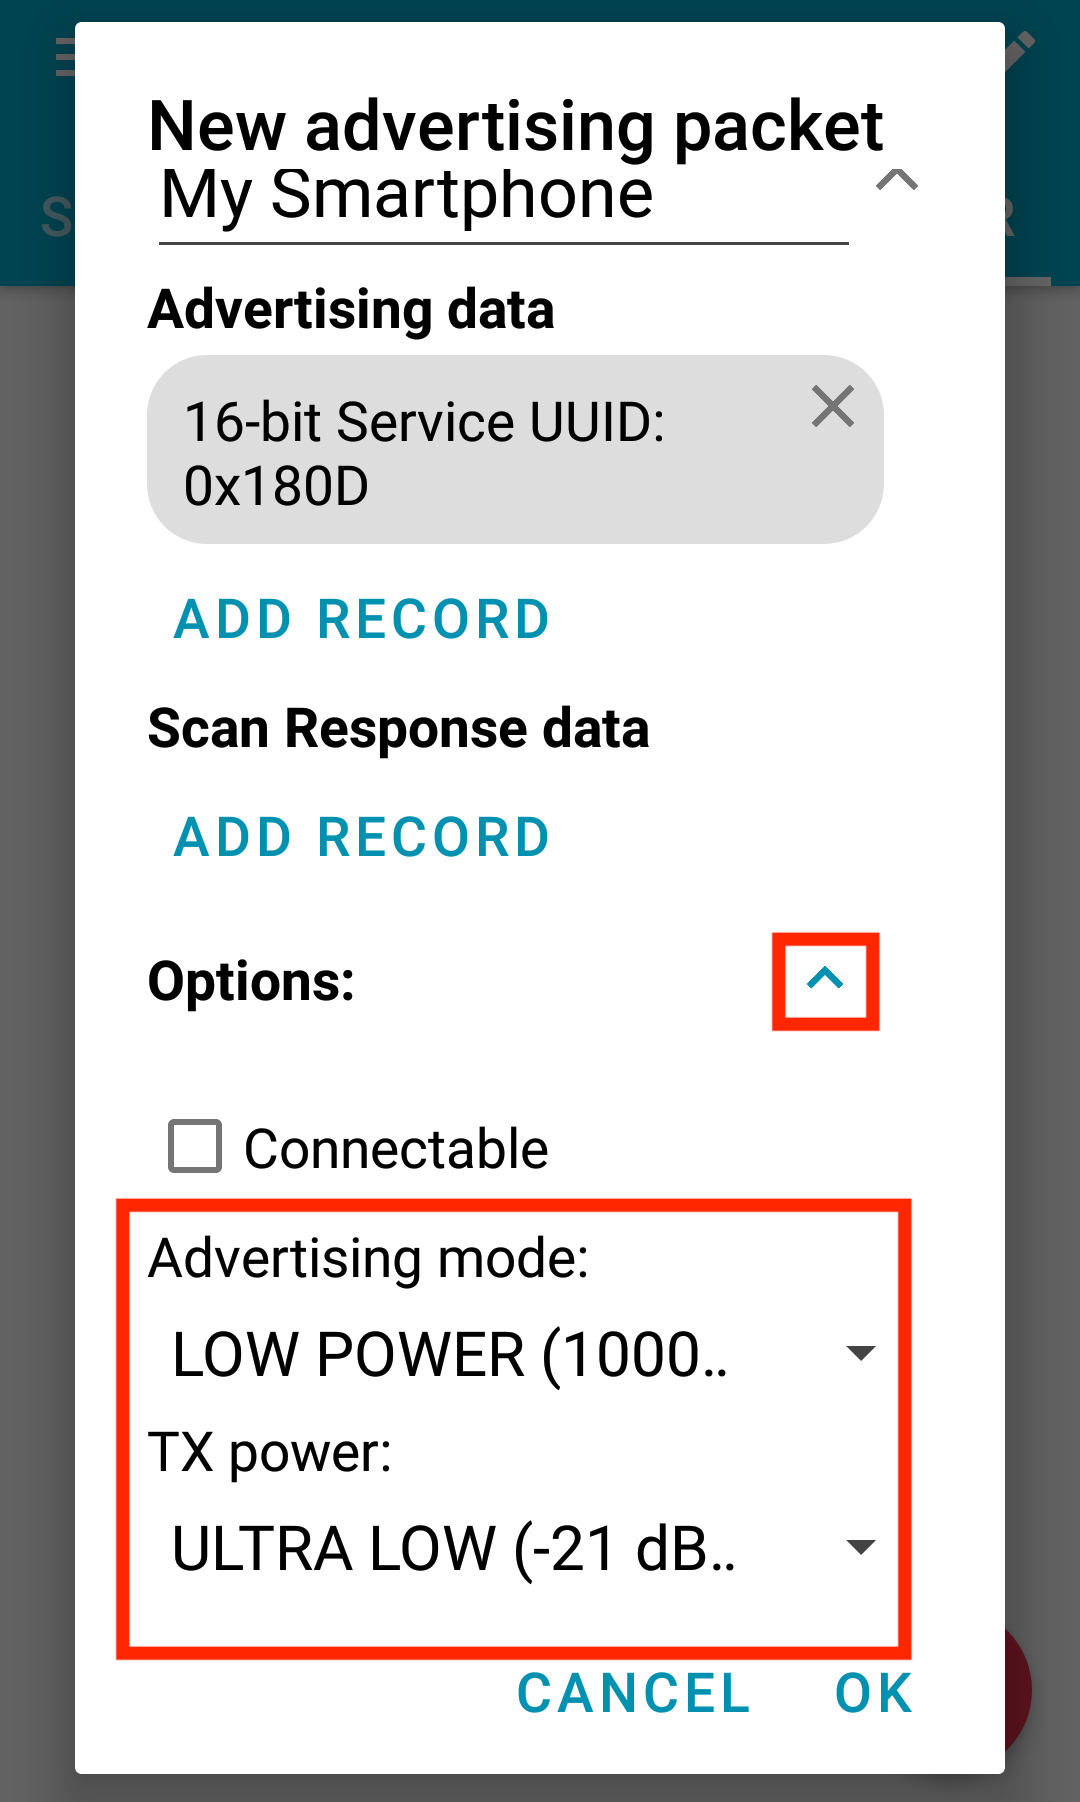 New advertising packet
My Smartphone
S
R
Advertising data
16-bit Service UUID:
0x180D
ADD RECORD
Scan Response data
ADD RECORD
Options:
Connectable
Advertising mode:
LOW POWER (1000..
TX power:
ULTRA LOW (-21 dB..
CANCEL OK